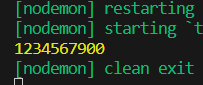 [nodemon] restarting
[nodemon] starting `t
1234567900
[nodemon] clean exit